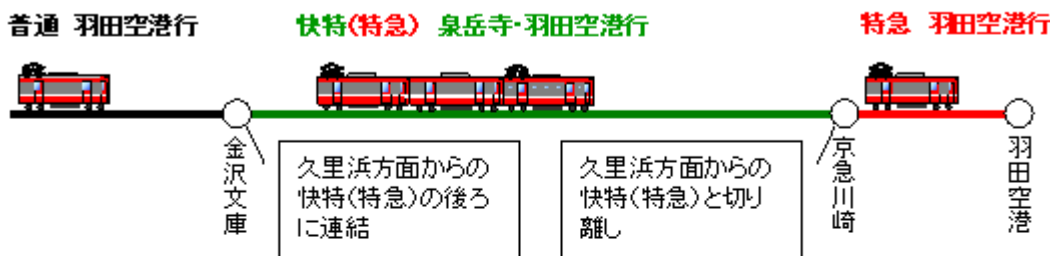 普通 羽田空港行
快特(特急) 泉岳寺・羽田空港行
特急 羽田空港行
金沢文庫
久里浜方面からの
快特(特急)の後ろ
に連結
久里浜方面からの
快特(特急)と切り
離し
京急川崎
羽田空港